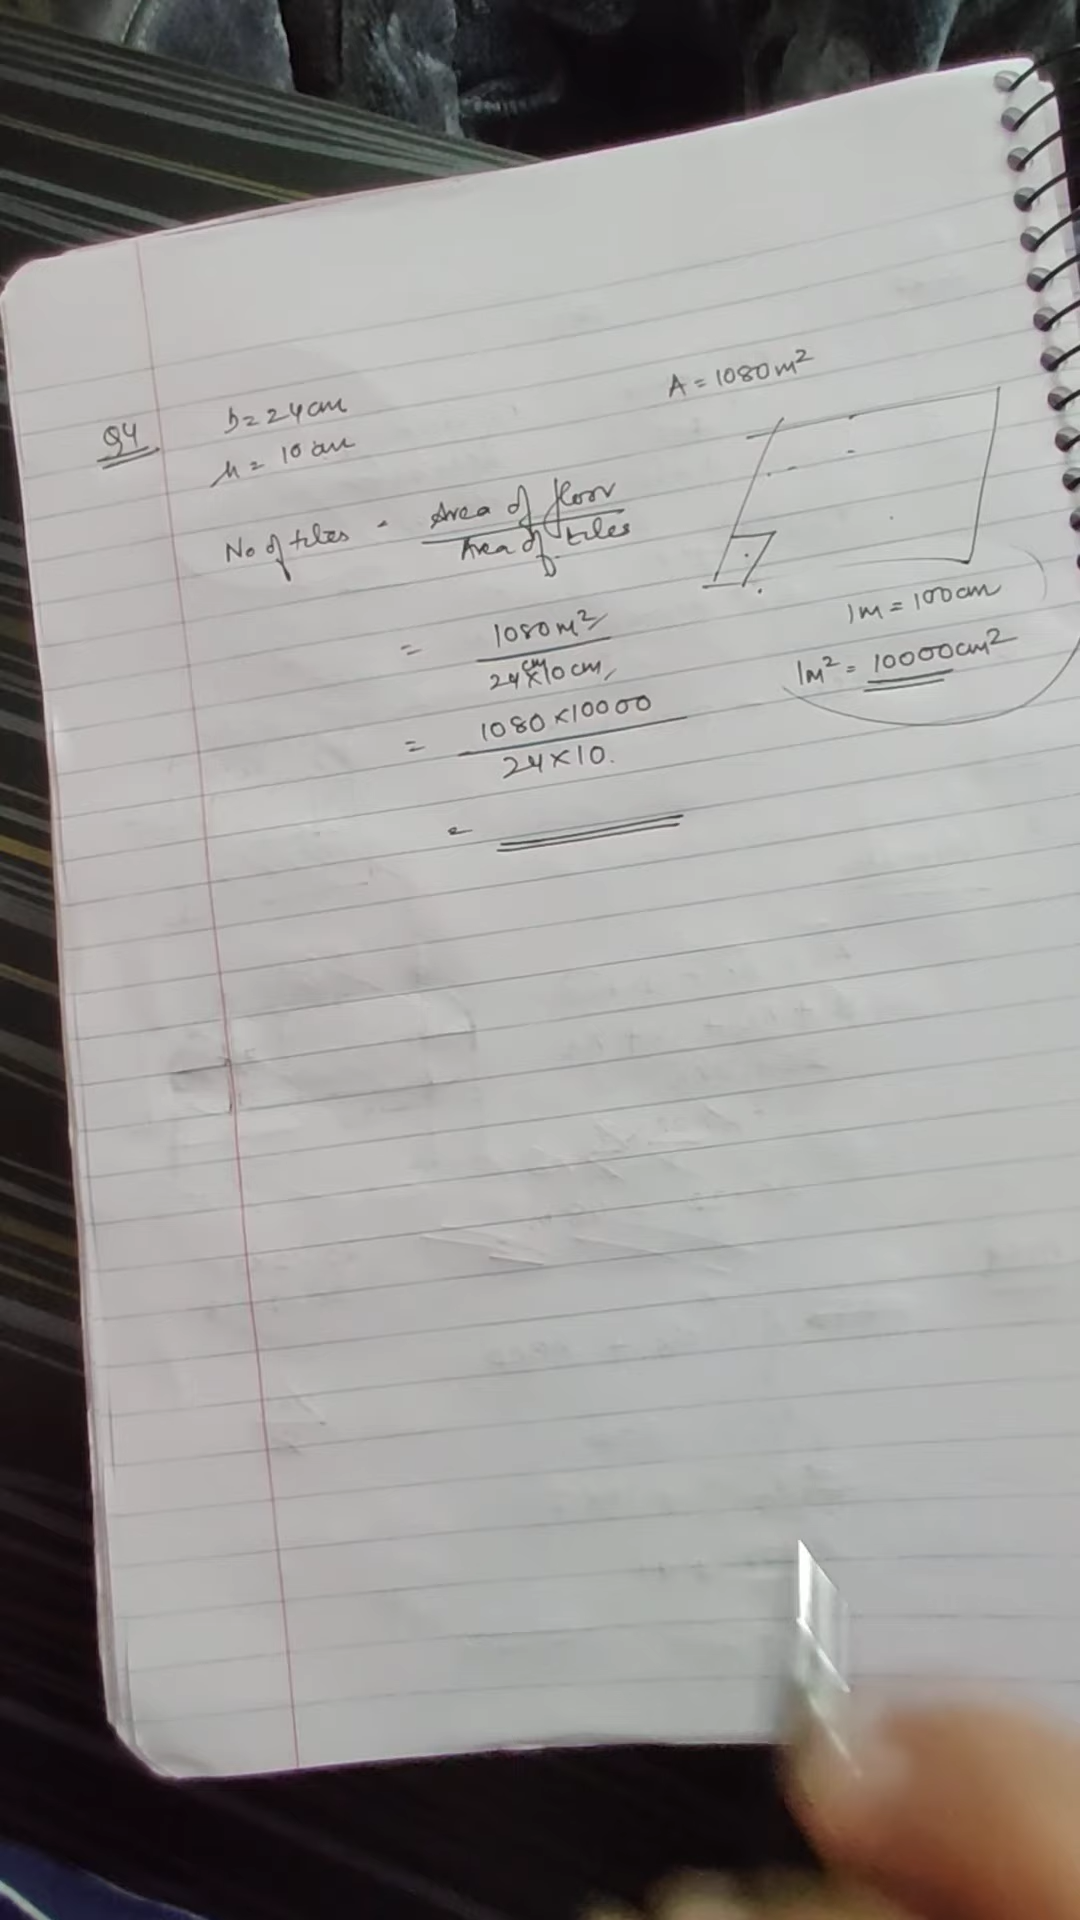 Q4
b = 24 cm
h = 10 cm
A = 1080 m²
No of tiles = Area of floor
Area of tiles
= 1080 m²
24 cm × 10 cm
= 1080 × 10000
24 × 10.
=
1m = 100 cm
1m² = 10000 cm²